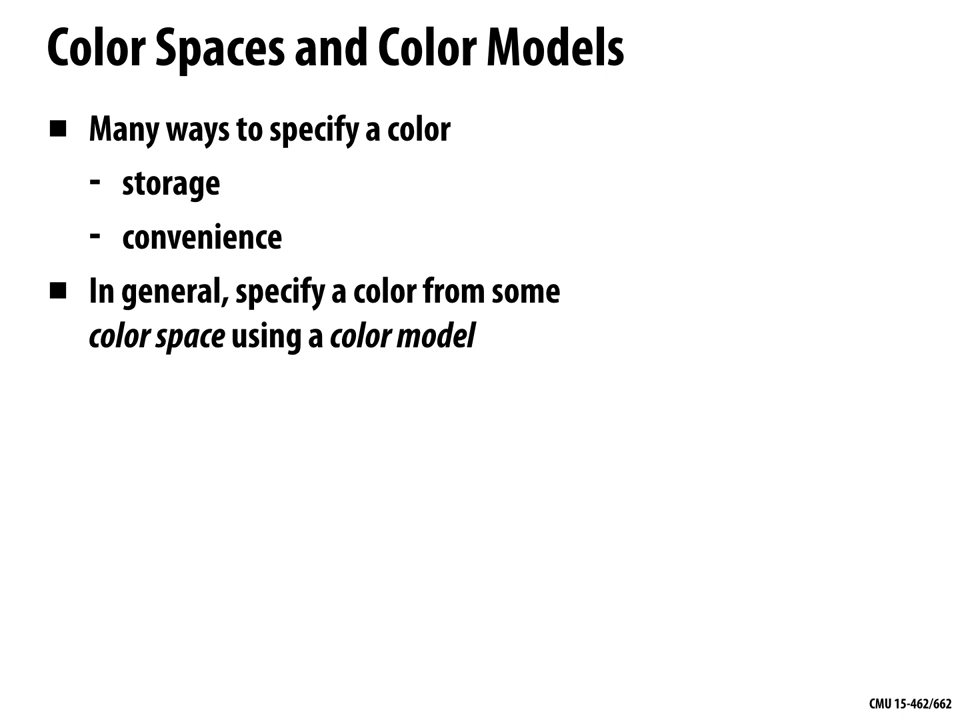 Color Spaces and Color Models
■ Many ways to specify a color
- storage
- convenience
■ In general, specify a color from some
color space using a color model
CMU 15-462/662